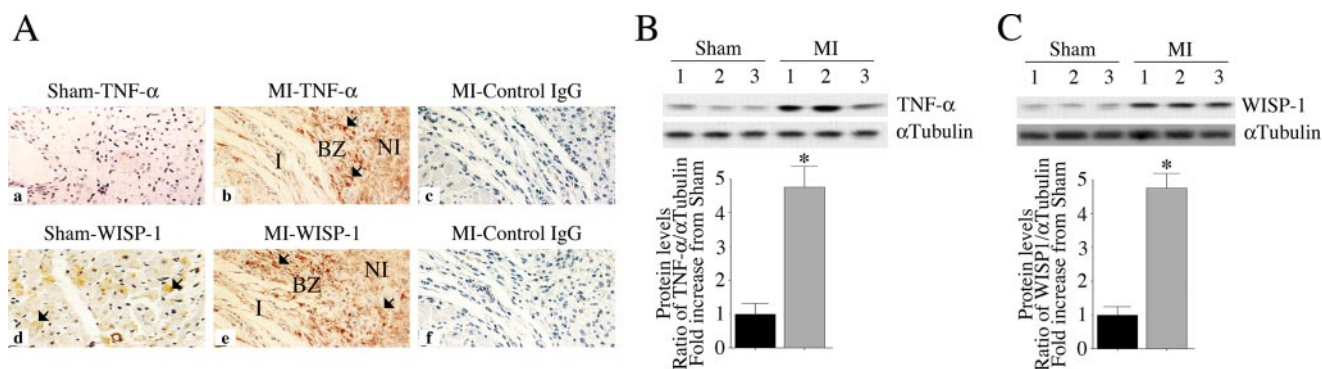 A
Sham-TNF-α
MI-TNF-α
MI-Control IgG
a
b
I
BZ
NI
c
Sham-WISP-1
MI-WISP-1
MI-Control IgG
d
e
I
BZ
NI
f
B
Sham
MI
1 2 3 1 2 3
TNF-α
αTubulin
Protein levels
Ratio of TNF-α/αTubulin
Fold increase from Sham
6
5
4
3
2
1
0
*
C
Sham
MI
1 2 3 1 2 3
WISP-1
αTubulin
Protein levels
Ratio of WISP1/αTubulin
Fold increase from Sham
6
5
4
3
2
1
0
*